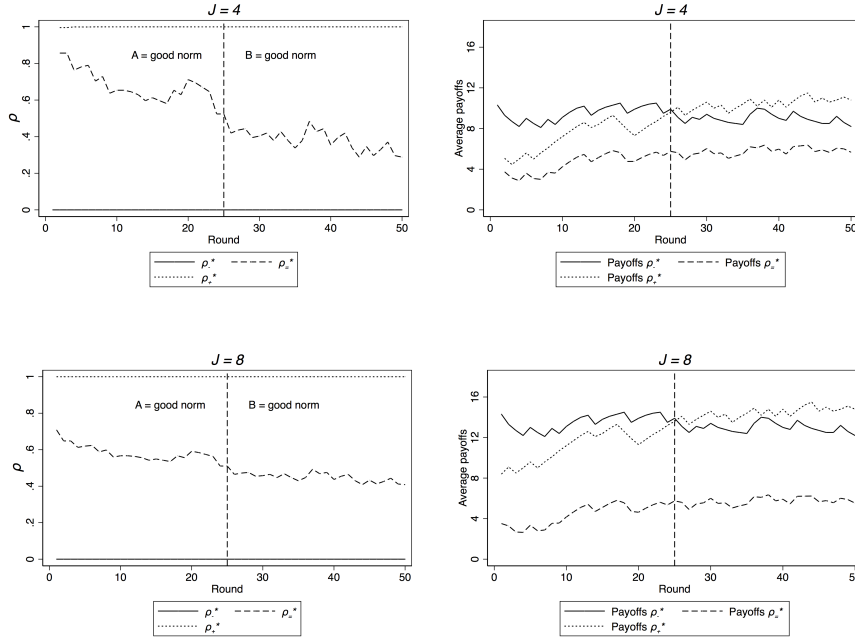 J = 4
ρ
1
.8
.6
.4
.2
0
A = good norm
B = good norm
0
10
20
30
40
50
Round
ρ-*
ρ=*
ρ+*
J = 4
Average payoffs
16
12
8
4
0
0
10
20
30
40
50
Round
Payoffs ρ-*
Payoffs ρ=*
Payoffs ρ+*
J = 8
ρ
1
.8
.6
.4
.2
0
A = good norm
B = good norm
0
10
20
30
40
50
Round
ρ-*
ρ=*
ρ+*
J = 8
Average payoffs
16
12
8
4
0
0
10
20
30
40
50
Round
Payoffs ρ-*
Payoffs ρ=*
Payoffs ρ+*